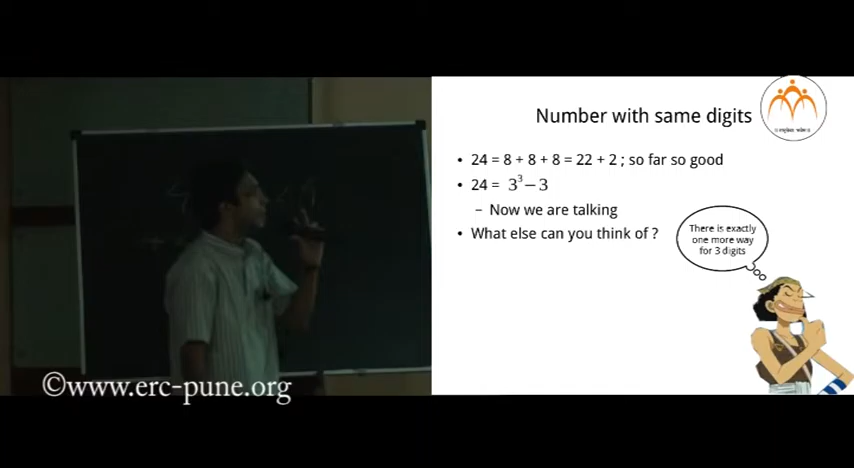 Number with same digits
• 24 = 8 + 8 + 8 = 22 + 2 ; so far so good
• 24 = 3³ – 3
– Now we are talking
• What else can you think of ?
There is exactly
one more way
for 3 digits
©www.erc-pune.org